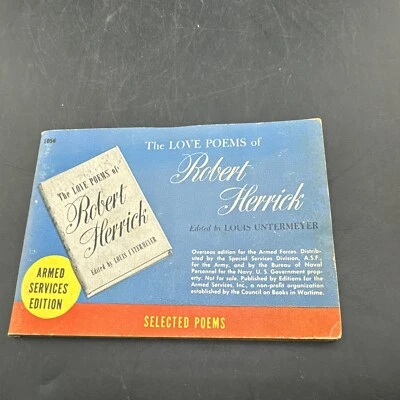 1056
The LOVE POEMS of
Robert
Herrick
Edited by LOUIS UNTERMEYER
The LOVE POEMS of
Robert
Herrick
Edited by LOUIS UNTERMEYER
Overseas edition for the Armed Forces. Distrib-
uted by the Special Services Division, A.S.F.,
for the Army, and by the Bureau of Naval
Personnel for the Navy. U. S. Government prop-
erty. Not for sale. Published by Editions for the
Armed Services, Inc., a non-profit organization
established by the Council on Books in Wartime.
ARMED
SERVICES
EDITION
SELECTED POEMS